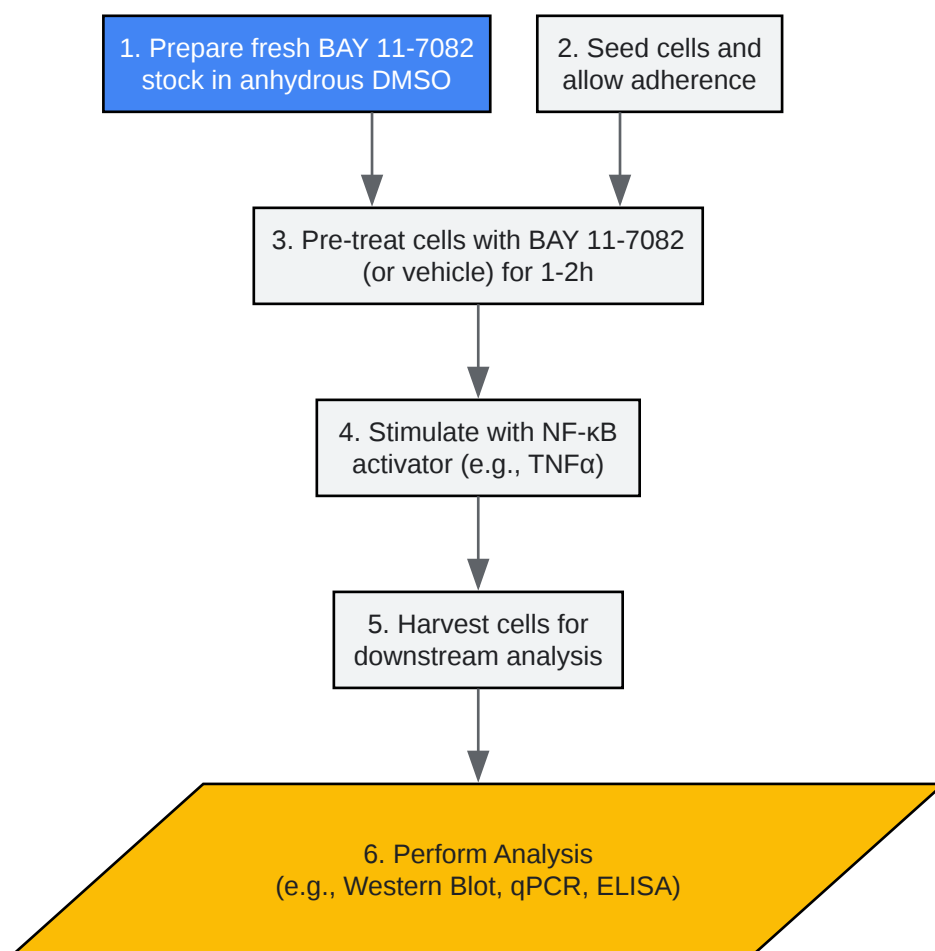 1. Prepare fresh BAY 11-7082
stock in anhydrous DMSO
2. Seed cells and
allow adherence
3. Pre-treat cells with BAY 11-7082
(or vehicle) for 1-2h
4. Stimulate with NF-κB
activator (e.g., TNFα)
5. Harvest cells for
downstream analysis
6. Perform Analysis
(e.g., Western Blot, qPCR, ELISA)